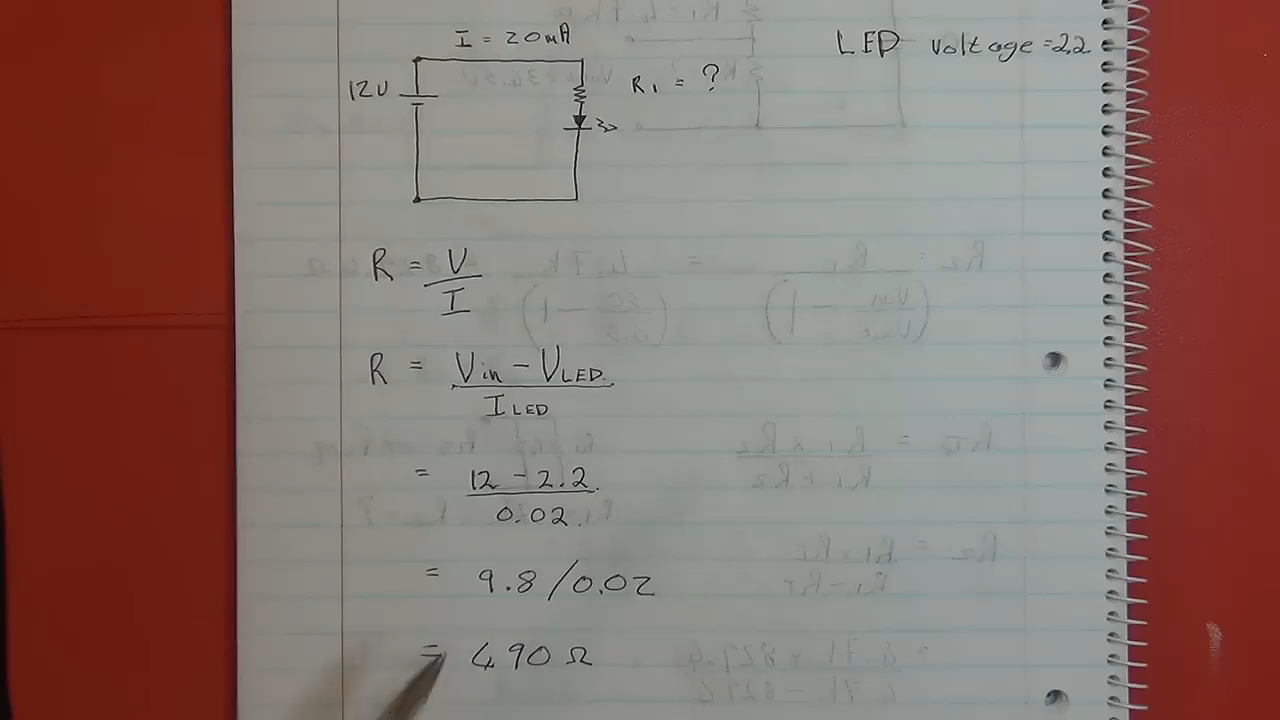 I = 20mA
LED voltage = 2.2
12V
R1 = ?
R = V / I
R = Vin - VLED. / ILED
= 12 - 2.2 / 0.02
= 9.8 / 0.02
= 490 Ω